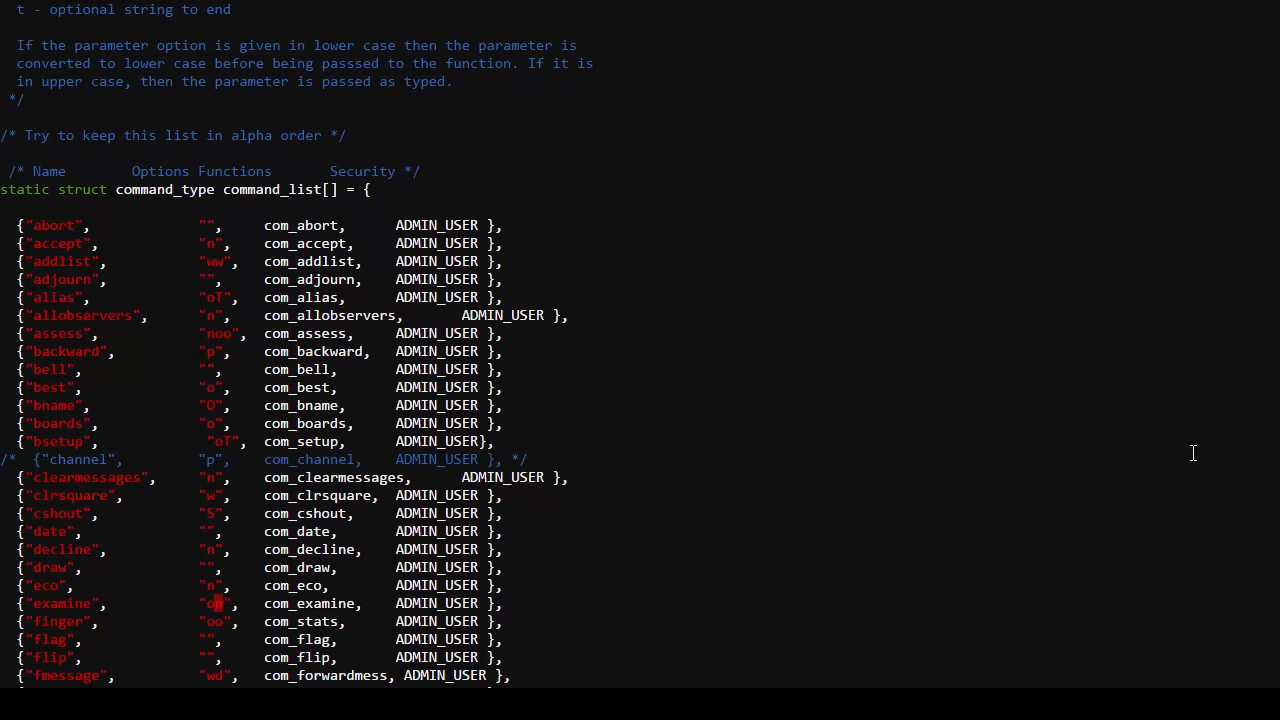 t - optional string to end
If the parameter option is given in lower case then the parameter is
converted to lower case before being passsed to the function. If it is
in upper case, then the parameter is passed as typed.
*/
/* Try to keep this list in alpha order */
/* Name Options Functions Security */
static struct command_type command_list[] = {
{"abort", "", com_abort, ADMIN_USER },
{"accept", "n", com_accept, ADMIN_USER },
{"addlist", "ww", com_addlist, ADMIN_USER },
{"adjourn", "", com_adjourn, ADMIN_USER },
{"alias", "oT", com_alias, ADMIN_USER },
{"allobservers", "n", com_allobservers, ADMIN_USER },
{"assess", "noo", com_assess, ADMIN_USER },
{"backward", "p", com_backward, ADMIN_USER },
{"bell", "", com_bell, ADMIN_USER },
{"best", "o", com_best, ADMIN_USER },
{"bname", "O", com_bname, ADMIN_USER },
{"boards", "o", com_boards, ADMIN_USER },
{"bsetup", "oT", com_setup, ADMIN_USER},
/* {"channel", "p", com_channel, ADMIN_USER }, */
{"clearmessages", "n", com_clearmessages, ADMIN_USER },
{"clrsquare", "w", com_clrsquare, ADMIN_USER },
{"cshout", "S", com_cshout, ADMIN_USER },
{"date", "", com_date, ADMIN_USER },
{"decline", "n", com_decline, ADMIN_USER },
{"draw", "", com_draw, ADMIN_USER },
{"eco", "n", com_eco, ADMIN_USER },
{"examine", "on", com_examine, ADMIN_USER },
{"finger", "oo", com_stats, ADMIN_USER },
{"flag", "", com_flag, ADMIN_USER },
{"flip", "", com_flip, ADMIN_USER },
{"fmessage", "wd", com_forwardmess, ADMIN_USER },